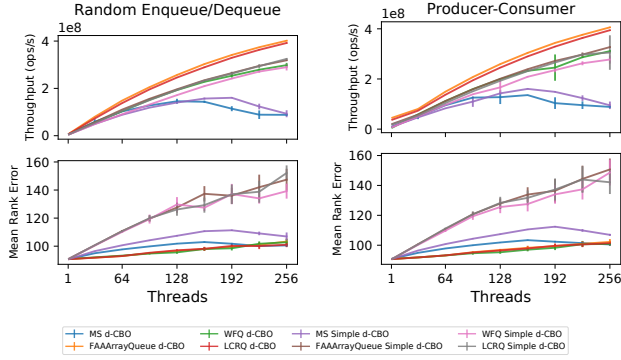 Random Enqueue/Dequeue
Producer-Consumer
1e8
1e8
Throughput (ops/s)
4
2
0
Throughput (ops/s)
4
2
0
Mean Rank Error
160
140
120
100
Mean Rank Error
160
140
120
100
1 64 128 192 256
1 64 128 192 256
Threads
Threads
MS d-CBO WFQ d-CBO MS Simple d-CBO WFQ Simple d-CBO
FAAArrayQueue d-CBO LCRQ d-CBO FAAArrayQueue Simple d-CBO LCRQ Simple d-CBO